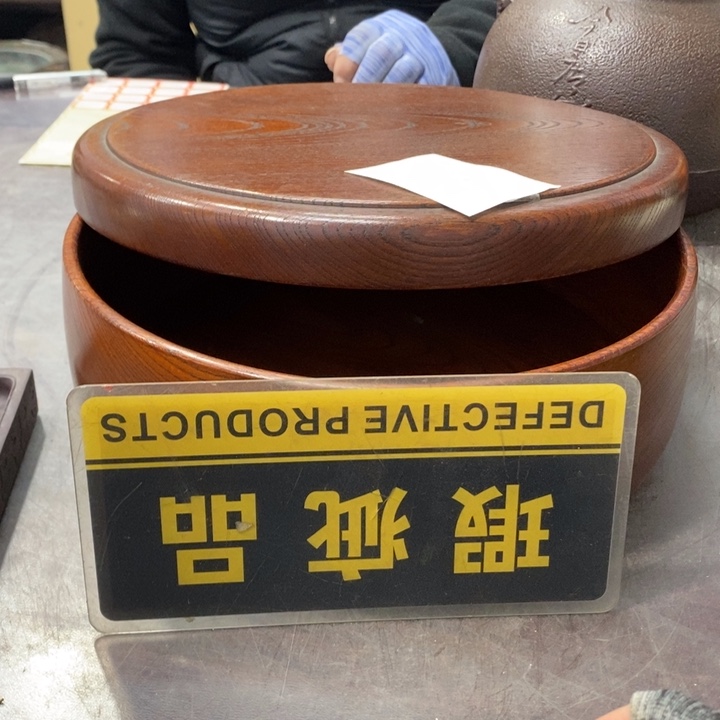 瑕疵品
DEFECTIVE PRODUCTS